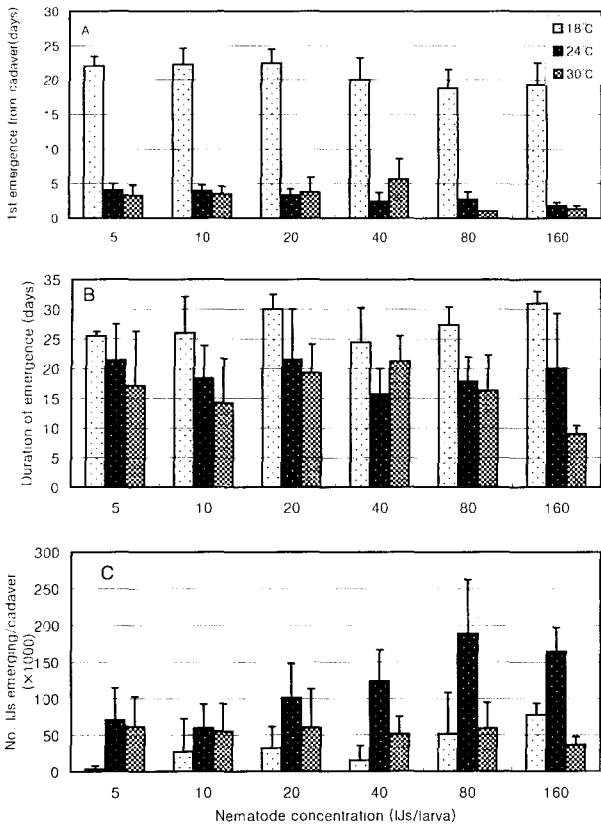 A
1st emergence from cadaver(days)
30
25
20
15
10
5
0
18℃
24℃
30℃
5 10 20 40 80 160
B
Duration of emergence (days)
35
30
25
20
15
10
5
0
5 10 20 40 80 160
C
No. IJs emerging/cadaver
(×1000)
300
250
200
150
100
50
0
5 10 20 40 80 160
Nematode concentration (IJs/larva)